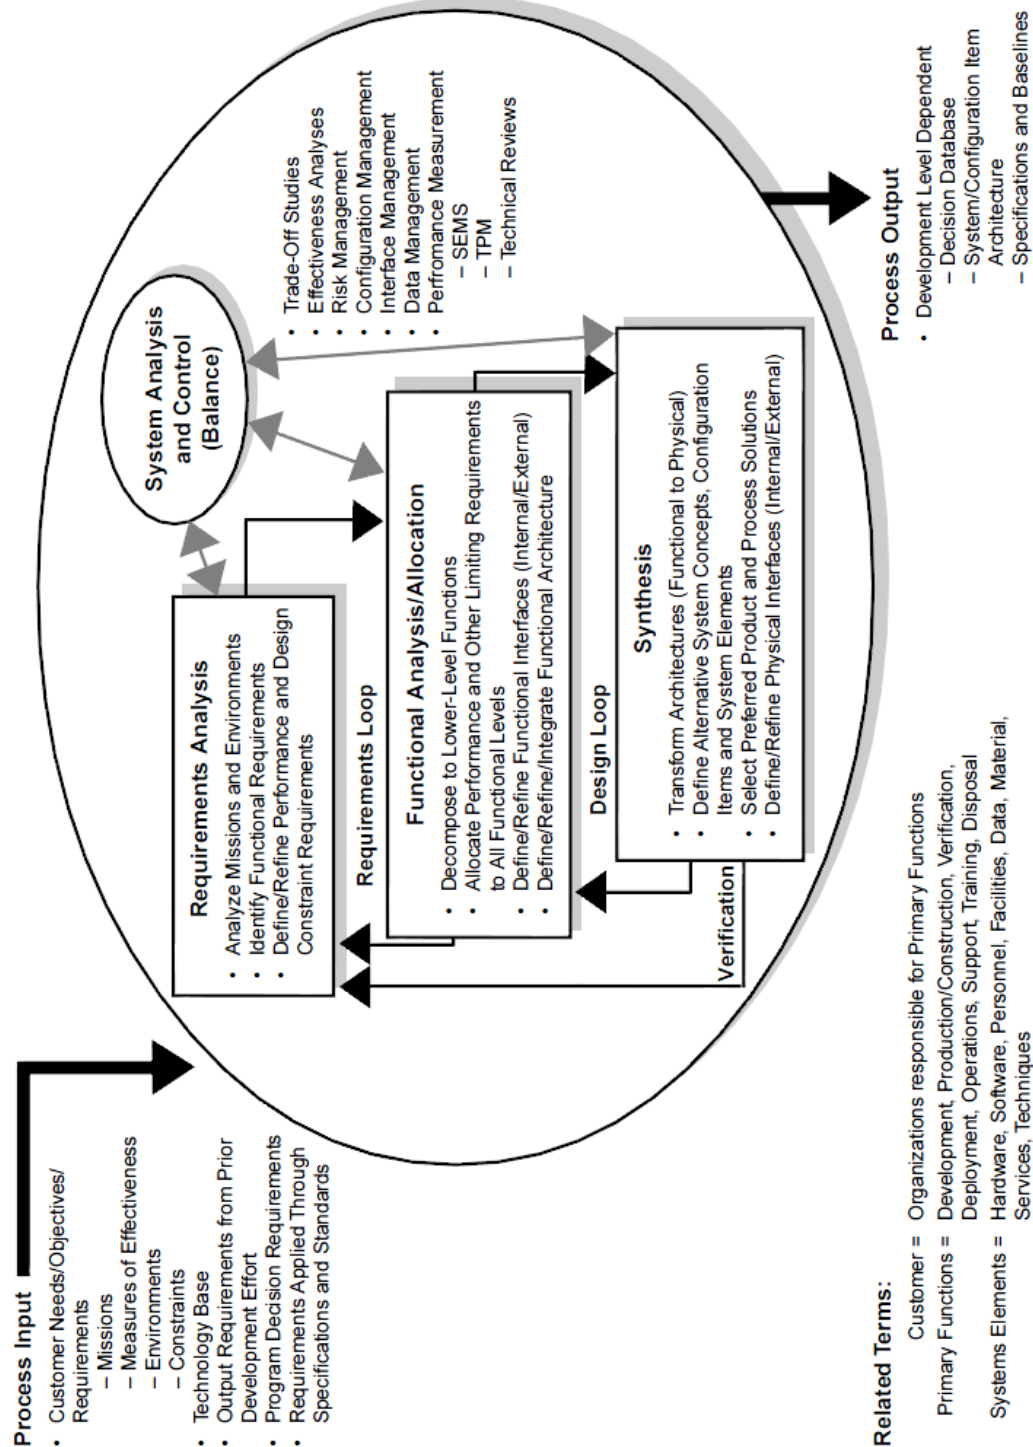 Process Input
• Customer Needs/Objectives/
Requirements
– Missions
– Measures of Effectiveness
– Environments
– Constraints
• Technology Base
• Output Requirements from Prior
Development Effort
• Program Decision Requirements
• Requirements Applied Through
Specifications and Standards
System Analysis
and Control
(Balance)
Requirements Analysis
• Analyze Missions and Environments
• Identify Functional Requirements
• Define/Refine Performance and Design
Constraint Requirements
Requirements Loop
• Trade-Off Studies
• Effectiveness Analyses
• Risk Management
• Configuration Management
• Interface Management
• Data Management
• Perfromance Measurement
– SEMS
– TPM
– Technical Reviews
Functional Analysis/Allocation
• Decompose to Lower-Level Functions
• Allocate Performance and Other Limiting Requirements
to All Functional Levels
• Define/Refine Functional Interfaces (Internal/External)
• Define/Refine/Integrate Functional Architecture
Design Loop
Synthesis
• Transform Architectures (Functional to Physical)
• Define Alternative System Concepts, Configuration
Items and System Elements
• Select Preferred Product and Process Solutions
• Define/Refine Physical Interfaces (Internal/External)
Verification
Process Output
• Development Level Dependent
– Decision Database
– System/Configuration Item
Architecture
– Specifications and Baselines
Related Terms:
Customer = Organizations responsible for Primary Functions
Primary Functions = Development, Production/Construction, Verification,
Deployment, Operations, Support, Training, Disposal
Systems Elements = Hardware, Software, Personnel, Facilities, Data, Material,
Services, Techniques